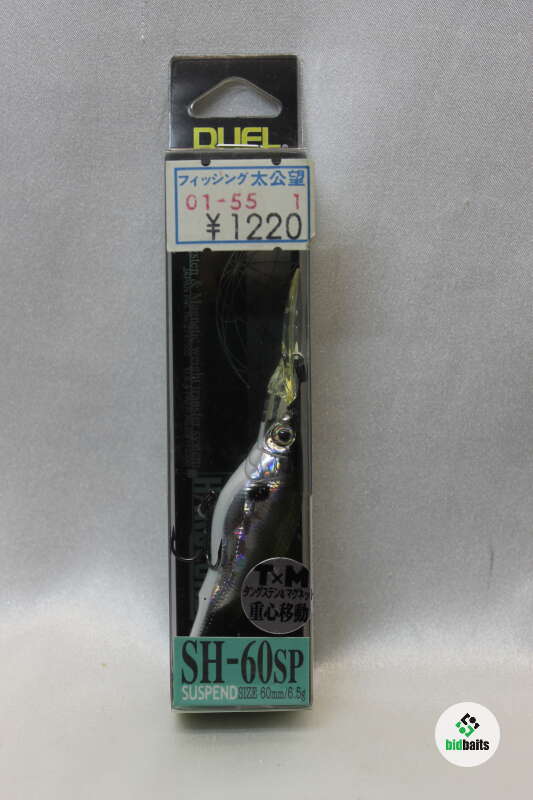 DUEL
フィッシング 太公望
01-55 1
¥1220
T×M
タングステン&マグネット
重心移動
SH-60SP
SUSPEND SIZE 60mm/6.5g
bidbaits